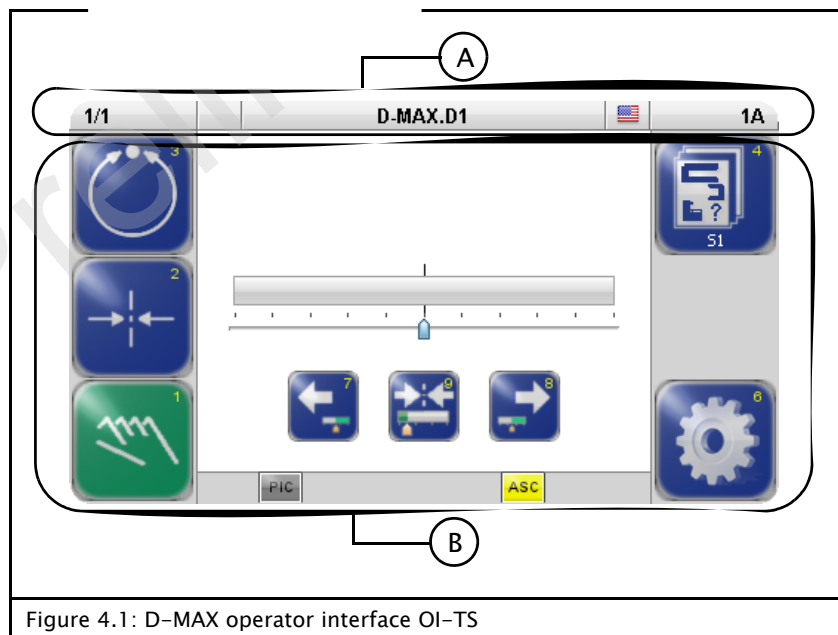 A
1/1 D-MAX.D1 1A
3
4
S1
2
1
7 9 8
6
PIC ASC
B
Figure 4.1: D-MAX operator interface OI-TS